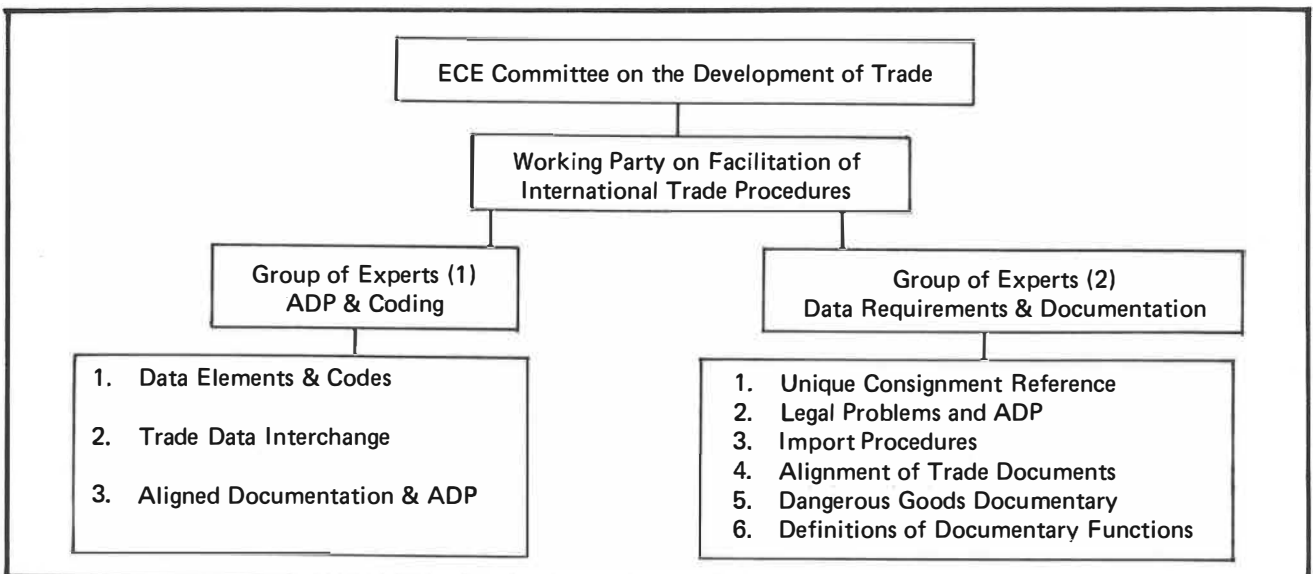 ECE Committee on the Development of Trade
Working Party on Facilitation of
International Trade Procedures
Group of Experts (1)
ADP & Coding
1. Data Elements & Codes
2. Trade Data Interchange
3. Aligned Documentation & ADP
Group of Experts (2)
Data Requirements & Documentation
1. Unique Consignment Reference
2. Legal Problems and ADP
3. Import Procedures
4. Alignment of Trade Documents
5. Dangerous Goods Documentary
6. Definitions of Documentary Functions